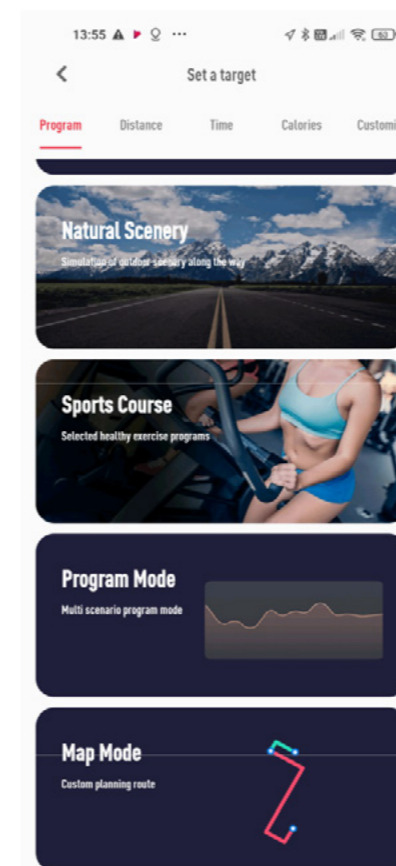 13:55
Set a target
Program Distance Time Calories Customi
Natural Scenery
Simulation of outdoor scenery along the way
Sports Course
Selected healthy exercise programs
Program Mode
Multi scenario program mode
Map Mode
Custom planning route